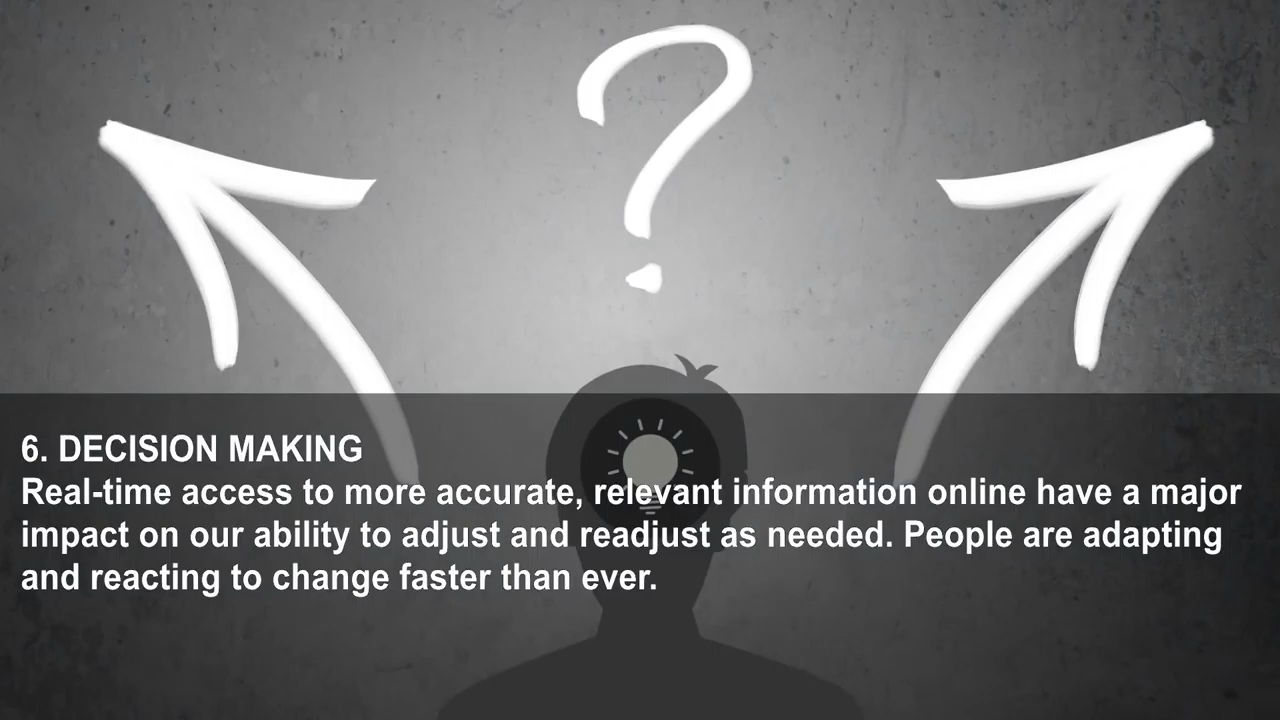 6. DECISION MAKING
Real-time access to more accurate, relevant information online have a major
impact on our ability to adjust and readjust as needed. People are adapting
and reacting to change faster than ever.